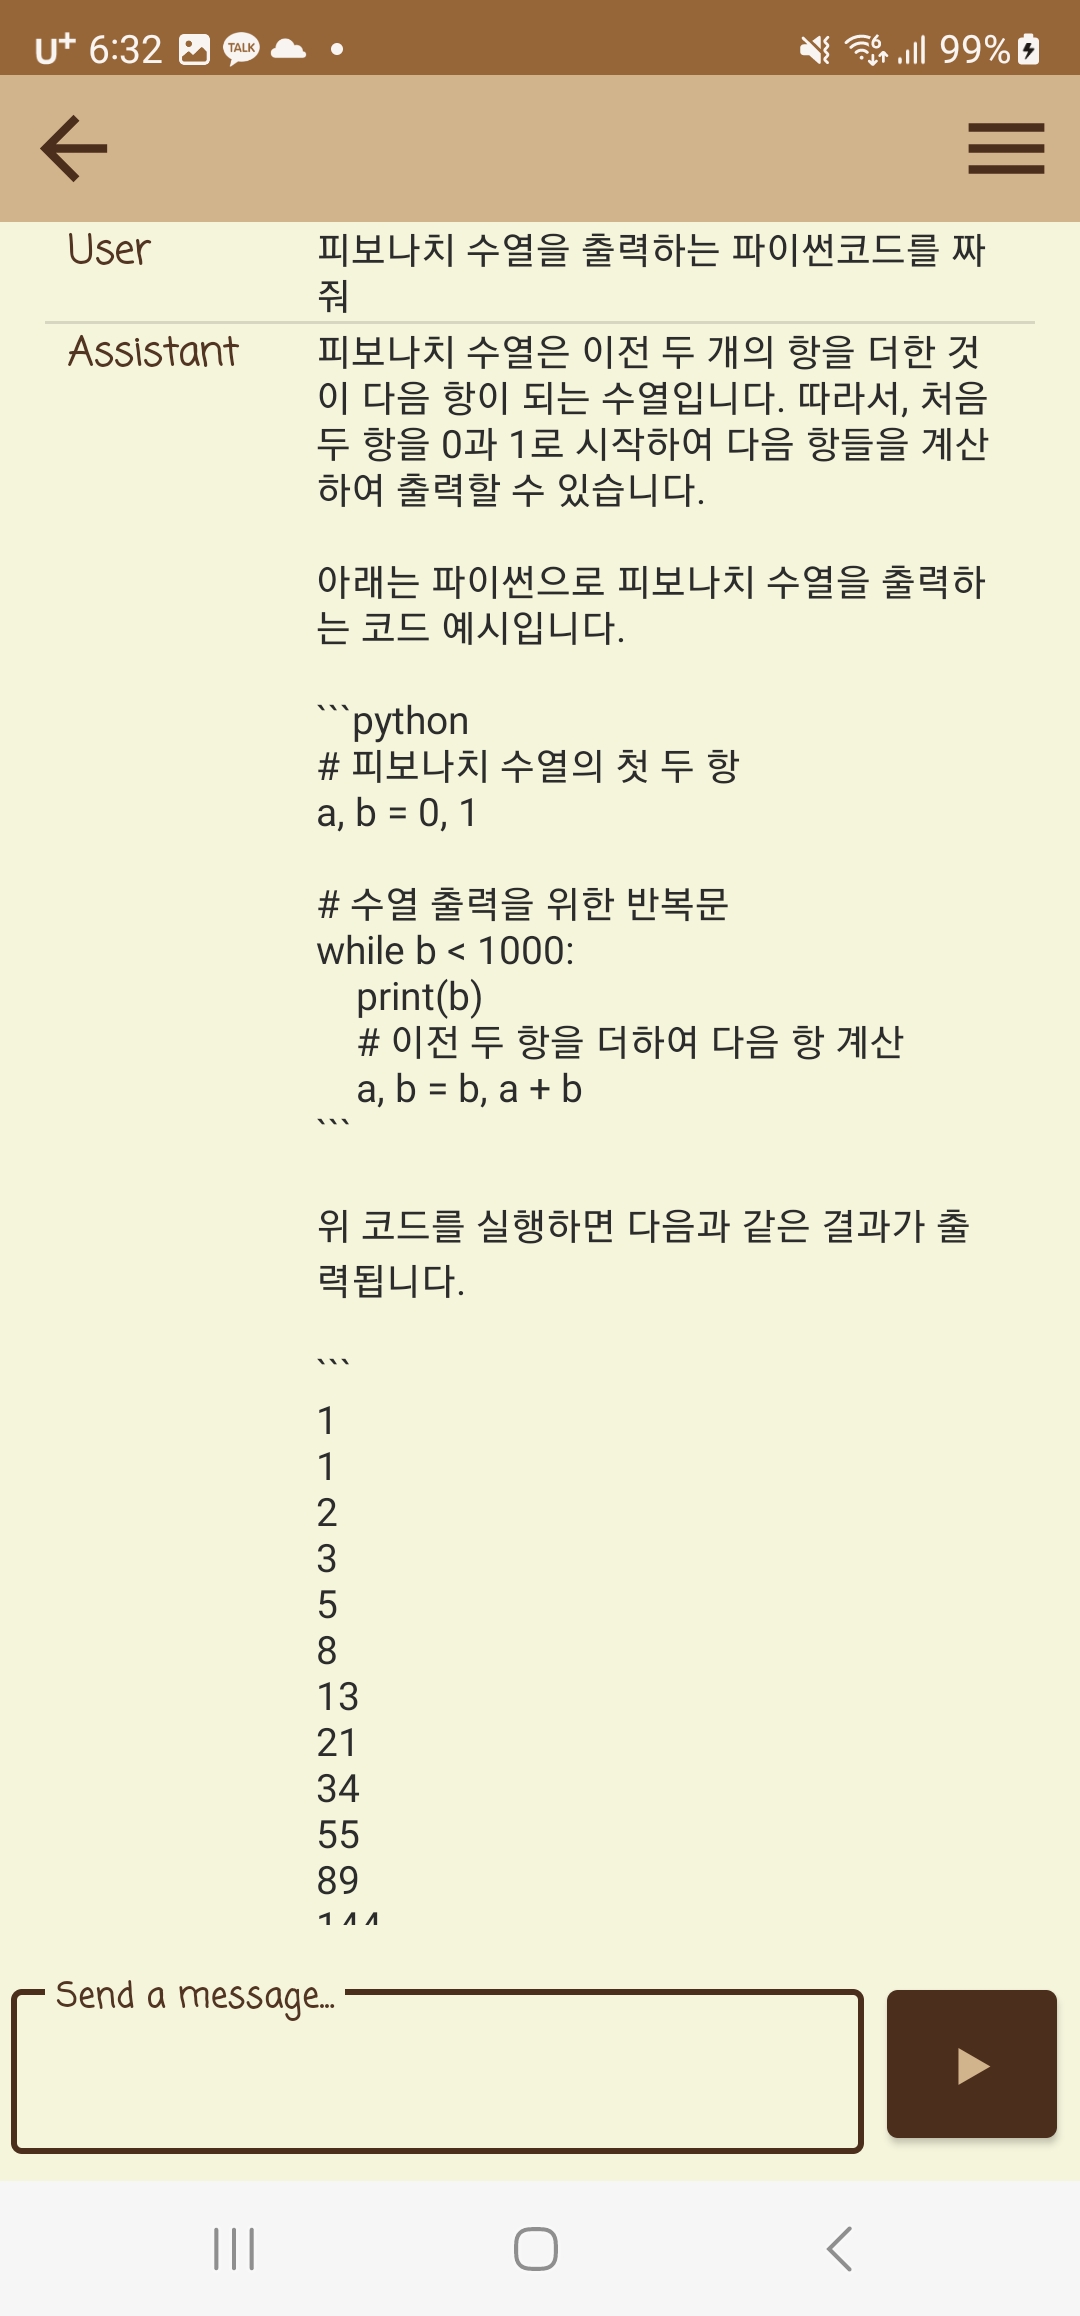 U+ 6:32 TALK 6 99%
User
피보나치 수열을 출력하는 파이썬코드를 짜
줘
Assistant
피보나치 수열은 이전 두 개의 항을 더한 것
이 다음 항이 되는 수열입니다. 따라서, 처음
두 항을 0과 1로 시작하여 다음 항들을 계산
하여 출력할 수 있습니다.
아래는 파이썬으로 피보나치 수열을 출력하
는 코드 예시입니다.
```python
# 피보나치 수열의 첫 두 항
a, b = 0, 1
# 수열 출력을 위한 반복문
while b < 1000:
    print(b)
    # 이전 두 항을 더하여 다음 항 계산
    a, b = b, a + b
```
위 코드를 실행하면 다음과 같은 결과가 출
력됩니다.
```
1
1
2
3
5
8
13
21
34
55
89
144
Send a message...